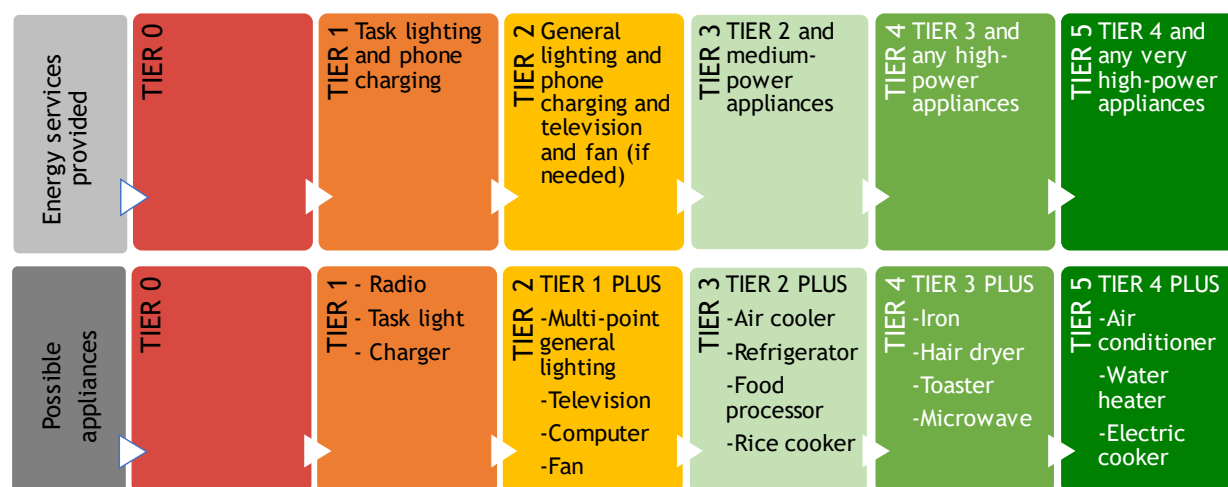 Energy services
provided
TIER 0
TIER 1
Task lighting
and phone
charging
TIER 2
General
lighting and
phone
charging and
television
and fan (if
needed)
TIER 3
TIER 2 and
medium-
power
appliances
TIER 4
TIER 3 and
any high-
power
appliances
TIER 5
TIER 4 and
any very
high-power
appliances
Possible
appliances
TIER 0
TIER 1
- Radio
- Task light
- Charger
TIER 2
TIER 1 PLUS
-Multi-point
general
lighting
-Television
-Computer
-Fan
TIER 3
TIER 2 PLUS
-Air cooler
-Refrigerator
-Food
processor
-Rice cooker
TIER 4
TIER 3 PLUS
-Iron
-Hair dryer
-Toaster
-Microwave
TIER 5
TIER 4 PLUS
-Air
conditioner
-Water
heater
-Electric
cooker